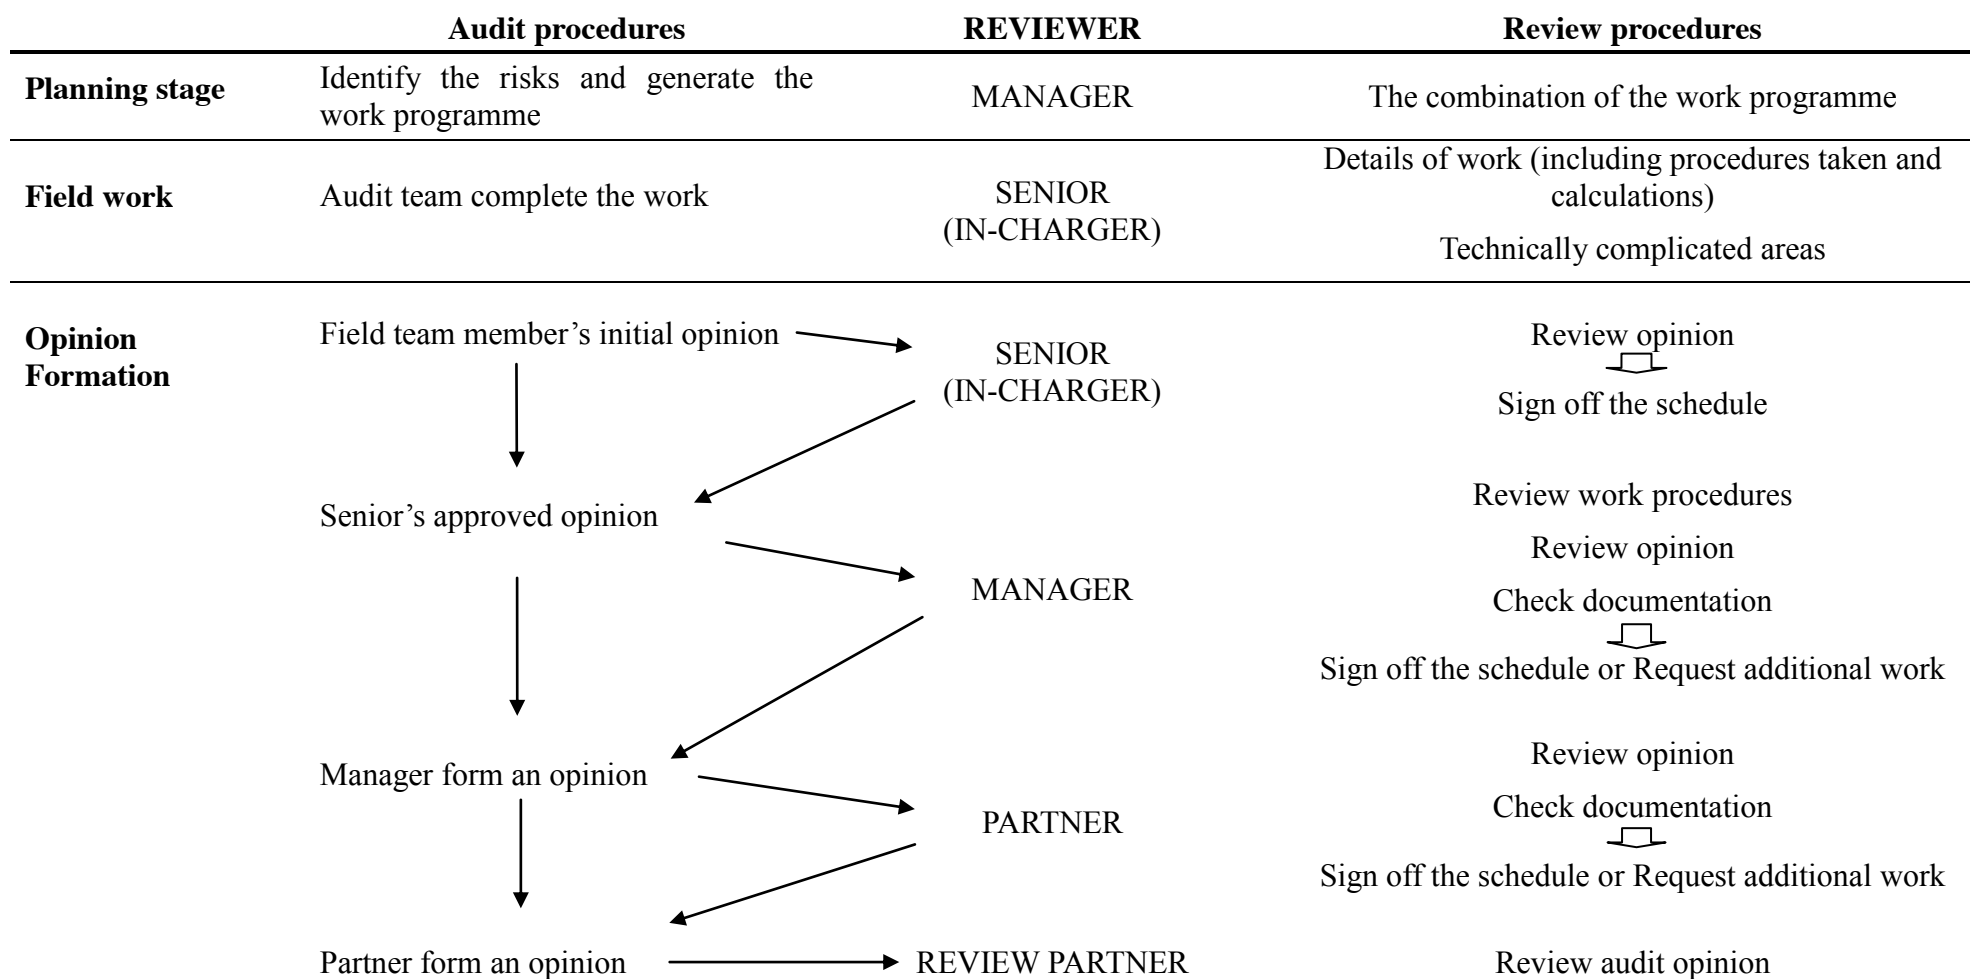 Audit procedures REVIEWER Review procedures
Planning stage
Identify the risks and generate the
work programme
MANAGER
The combination of the work programme
Field work
Audit team complete the work
SENIOR
(IN-CHARGER)
Details of work (including procedures taken and
calculations)
Technically complicated areas
Opinion
Formation
Field team member’s initial opinion
SENIOR
(IN-CHARGER)
Review opinion
Sign off the schedule
Senior’s approved opinion
MANAGER
Review work procedures
Review opinion
Check documentation
Sign off the schedule or Request additional work
Manager form an opinion
PARTNER
Review opinion
Check documentation
Sign off the schedule or Request additional work
Partner form an opinion
REVIEW PARTNER
Review audit opinion